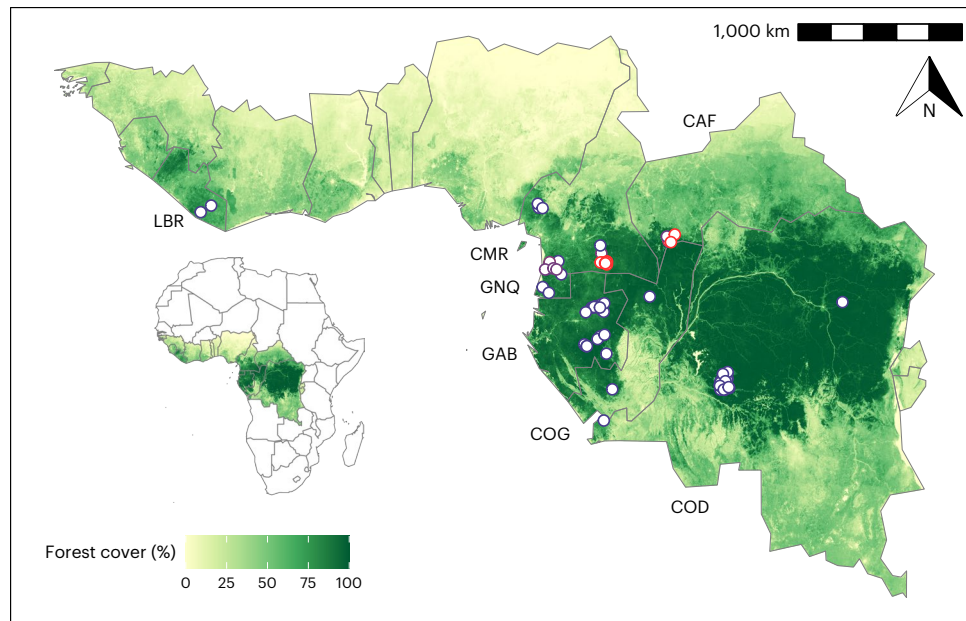 1,000 km
N
CAF
LBR
CMR
GNQ
GAB
COG
COD
Forest cover (%)
0 25 50 75 100